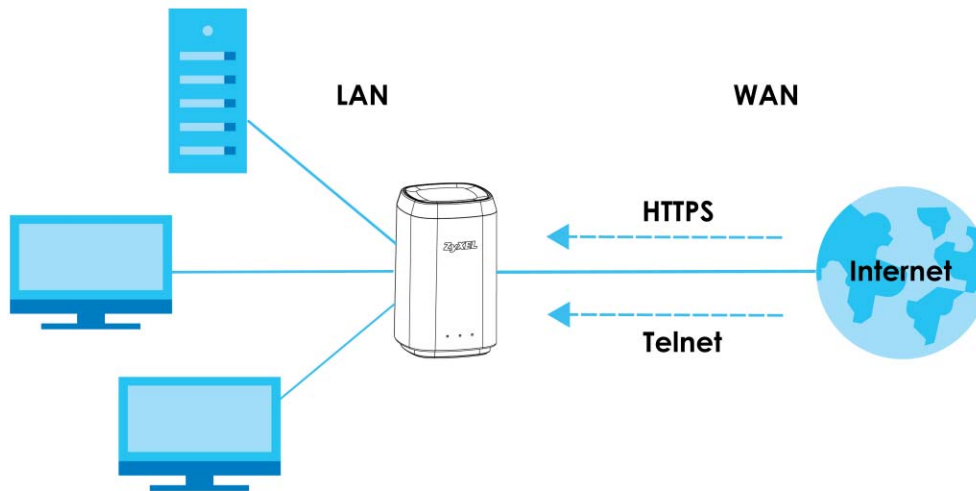 LAN
WAN
HTTPS
ZyXEL
Internet
Telnet